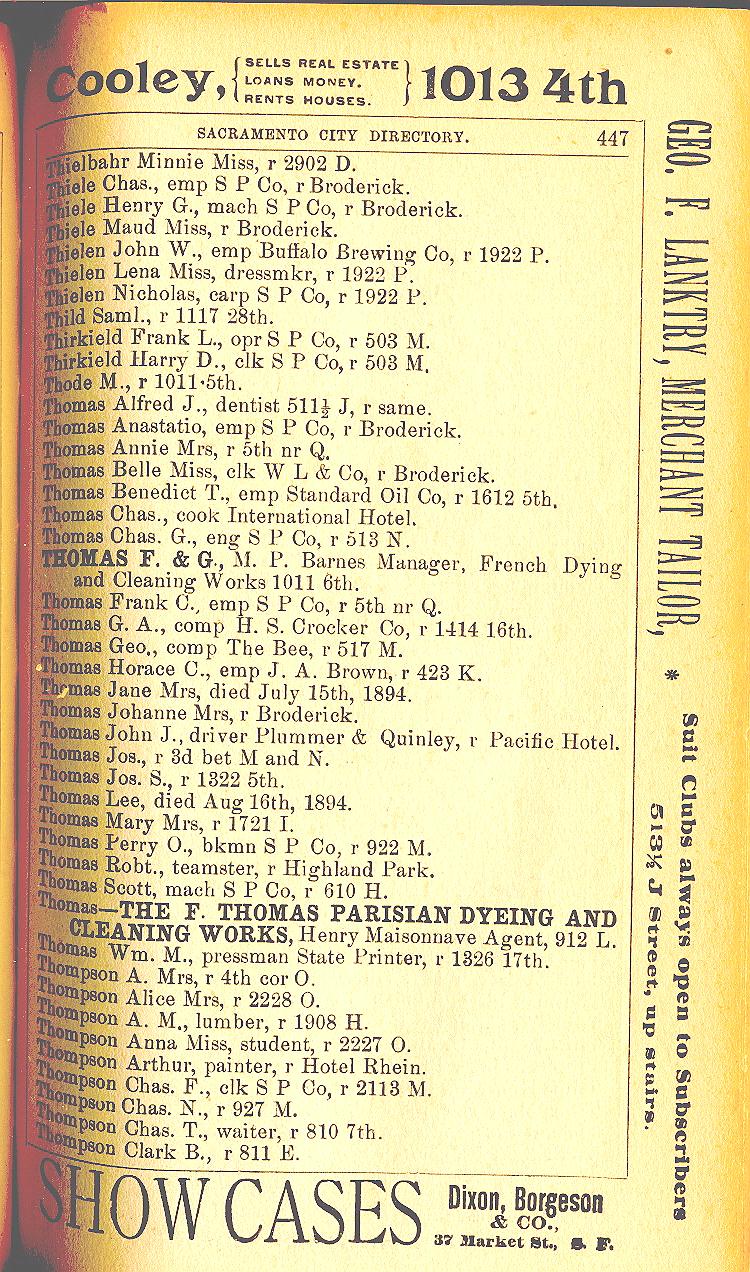 Cooley, { SELLS REAL ESTATE
LOANS MONEY.
RENTS HOUSES. } 1013 4th
SACRAMENTO CITY DIRECTORY. 447
Thielbahr Minnie Miss, r 2902 D.
Thiele Chas., emp S P Co, r Broderick.
Thiele Henry G., mach S P Co, r Broderick.
Thiele Maud Miss, r Broderick.
Thielen John W., emp Buffalo Brewing Co, r 1922 P.
Thielen Lena Miss, dressmkr, r 1922 P.
Thielen Nicholas, carp S P Co, r 1922 P.
Thild Saml., r 1117 28th.
Thirkield Frank L., opr S P Co, r 503 M.
Thirkield Harry D., clk S P Co, r 503 M.
Thode M., r 1011 5th.
Thomas Alfred J., dentist 511½ J, r same.
Thomas Anastatio, emp S P Co, r Broderick.
Thomas Annie Mrs, r 5th nr Q.
Thomas Belle Miss, clk W L & Co, r Broderick.
Thomas Benedict T., emp Standard Oil Co, r 1612 5th.
Thomas Chas., cook International Hotel.
Thomas Chas. G., eng S P Co, r 513 N.
THOMAS F. & G., M. P. Barnes Manager, French Dying
and Cleaning Works 1011 6th.
Thomas Frank C., emp S P Co, r 5th nr Q.
Thomas G. A., comp H. S. Crocker Co, r 1414 16th.
Thomas Geo., comp The Bee, r 517 M.
Thomas Horace C., emp J. A. Brown, r 423 K.
Thomas Jane Mrs, died July 15th, 1894.
Thomas Johanne Mrs, r Broderick.
Thomas John J., driver Plummer & Quinley, r Pacific Hotel.
Thomas Jos., r 3d bet M and N.
Thomas Jos. S., r 1322 5th.
Thomas Lee, died Aug 16th, 1894.
Thomas Mary Mrs, r 1721 I.
Thomas Perry O., bkmn S P Co, r 922 M.
Thomas Robt., teamster, r Highland Park.
Thomas Scott, mach S P Co, r 610 H.
Thomas—THE F. THOMAS PARISIAN DYEING AND
CLEANING WORKS, Henry Maisonnave Agent, 912 L.
Thomas Wm. M., pressman State Printer, r 1326 17th.
Thompson A. Mrs, r 4th cor O.
Thompson Alice Mrs, r 2228 O.
Thompson A. M., lumber, r 1908 H.
Thompson Anna Miss, student, r 2227 O.
Thompson Arthur, painter, r Hotel Rhein.
Thompson Chas. F., clk S P Co, r 2113 M.
Thompson Chas. N., r 927 M.
Thompson Chas. T., waiter, r 810 7th.
Thompson Clark B., r 811 E.
SHOW CASES Dixon, Borgeson
& CO.,
37 Market St., S. F.
GEO. F. LANKTRY, MERCHANT TAILOR, * Suit Clubs always open to Subscribers
513½ J Street, up stairs.